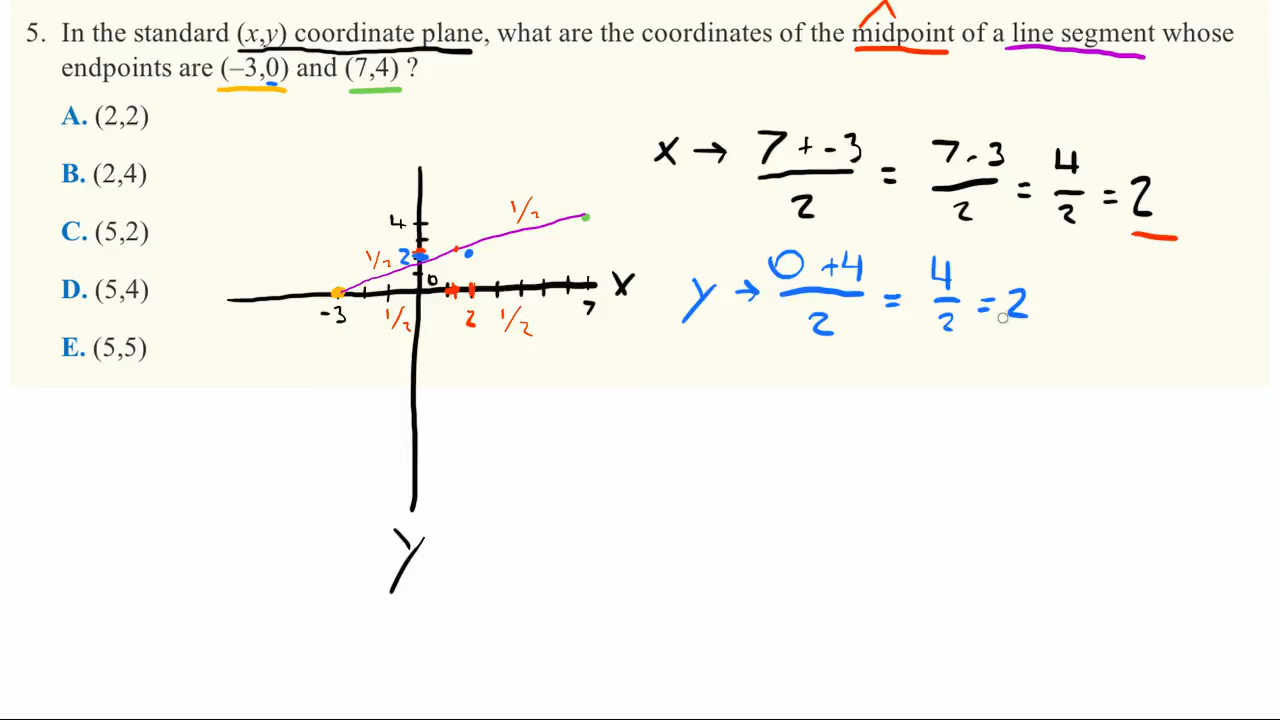 5. In the standard (x,y) coordinate plane, what are the coordinates of the midpoint of a line segment whose
endpoints are (–3,0) and (7,4) ?
A. (2,2)
B. (2,4)
C. (5,2)
D. (5,4)
E. (5,5)
x → 7 + -3 / 2 = 7 - 3 / 2 = 4 / 2 = 2
y → 0 + 4 / 2 = 4 / 2 = 2
4
1/2
1/2
2
0
x
-3
1/2
2
1/2
7
y